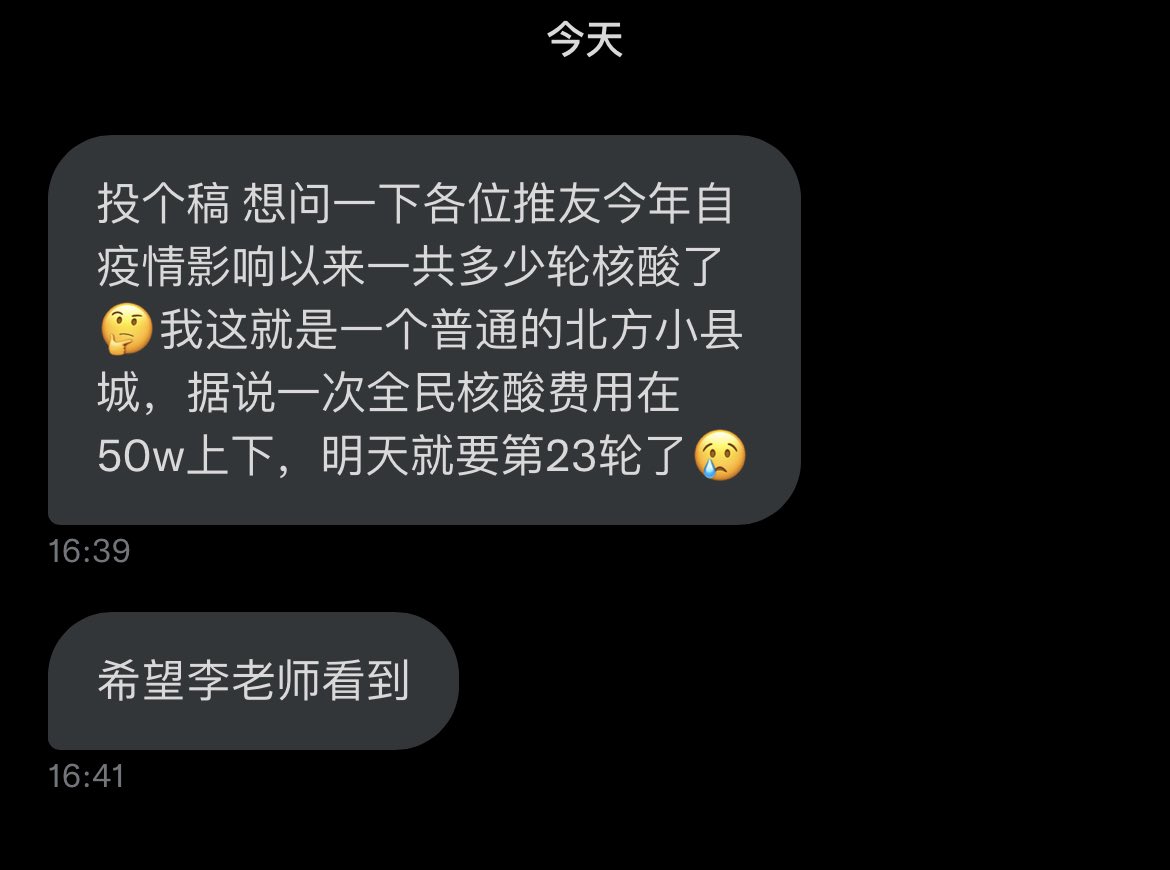 今天
投个稿 想问一下各位推友今年自
疫情影响以来一共多少轮核酸了
🤔我这就是一个普通的北方小县
城，据说一次全民核酸费用在
50w上下，明天就要第23轮了😢
16:39
希望李老师看到
16:41